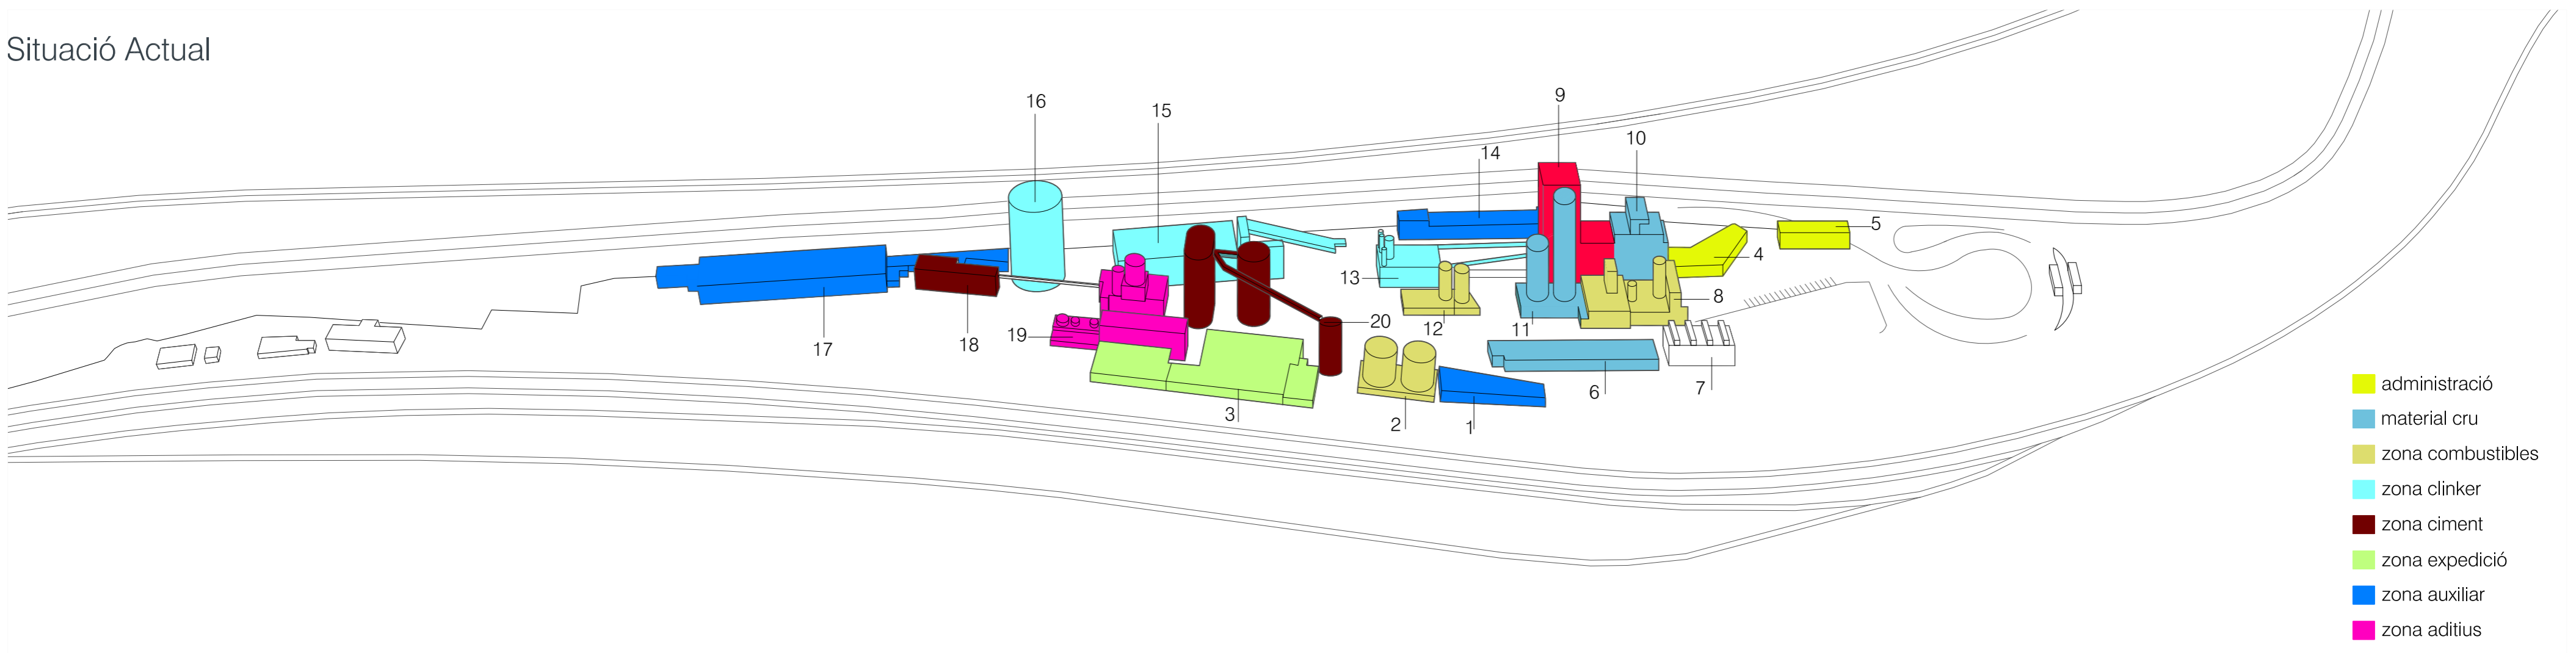 Situació Actual
16
15
9
10
14
5
4
13
8
12
11
20
19
18
17
6
7
3
2
1
administració
material cru
zona combustibles
zona clinker
zona ciment
zona expedició
zona auxiliar
zona aditius